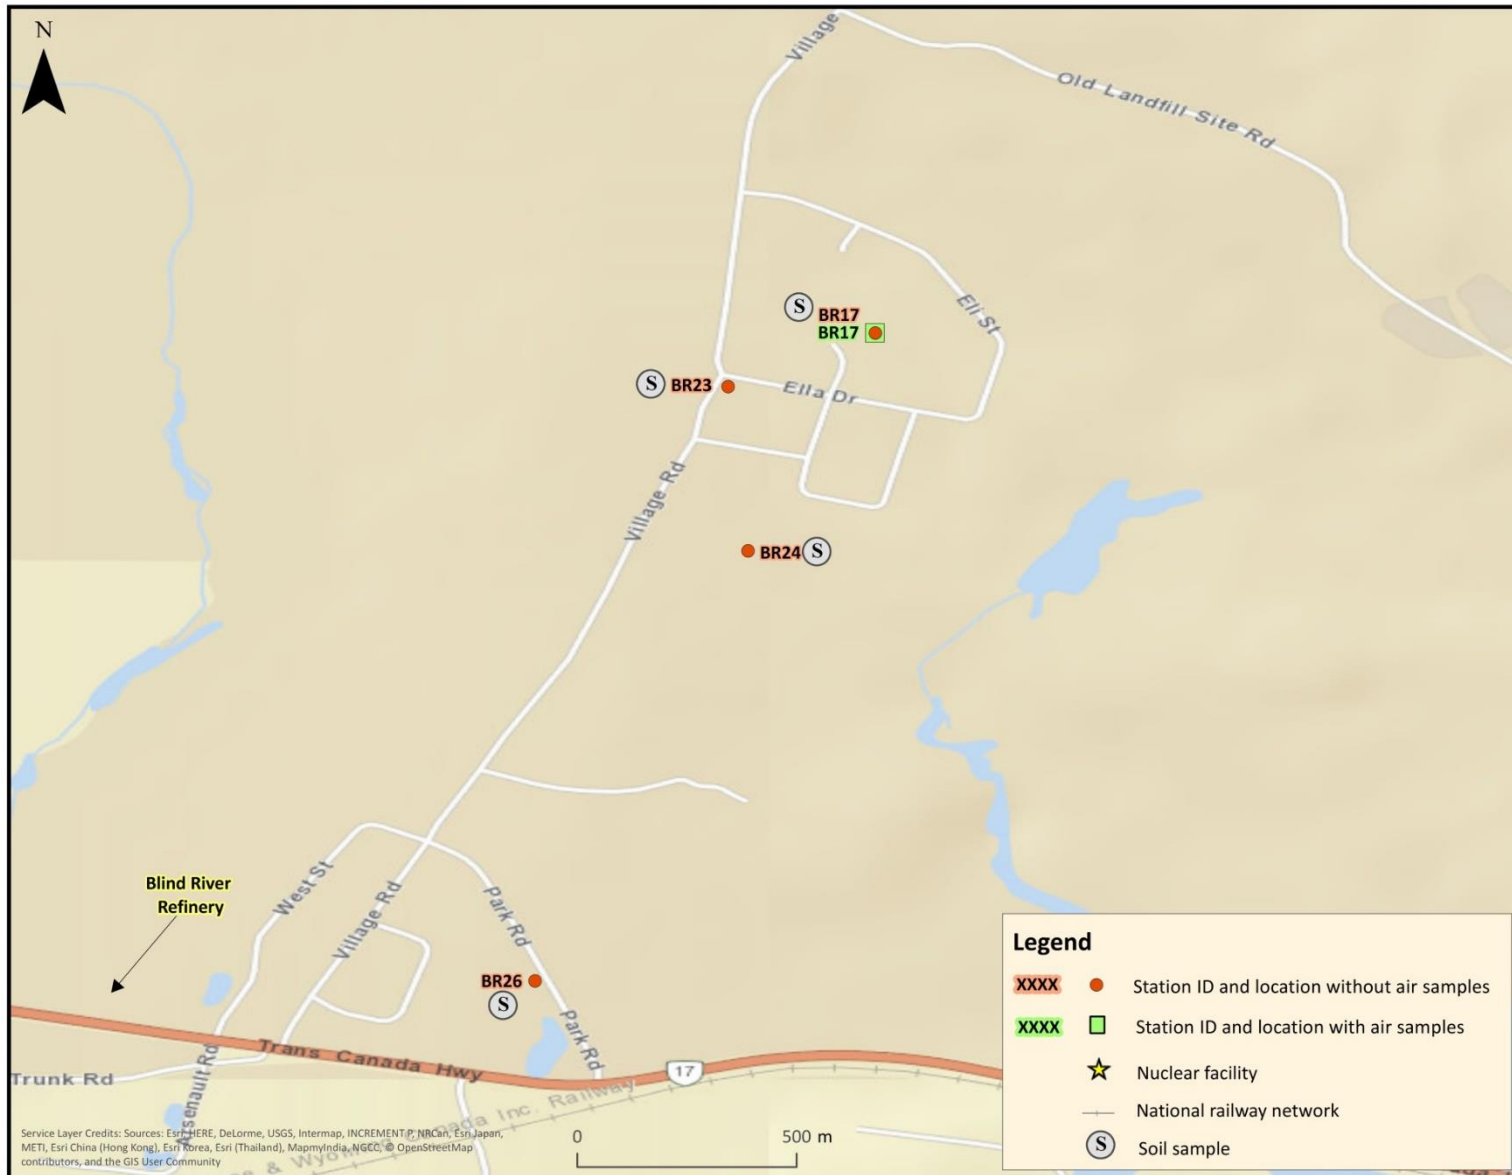 N
Village
Old Landfill Site Rd
Eli St
S
BR17
BR17
S
BR23
Ella Dr
Village Rd
BR24
S
Blind River
Refinery
West St
Village Rd
Park Rd
BR26
S
Park Rd
Trans Canada Hwy
17
Trunk Rd
Arsenault Rd
Canada Inc. Railway
Service Layer Credits: Sources: Esri, HERE, DeLorme, USGS, Intermap, INCREMENT P, NRCan, Esri Japan,
METI, Esri China (Hong Kong), Esri Korea, Esri (Thailand), MapmyIndia, NGCC, © OpenStreetMap
contributors, and the GIS User Community
0
500 m
Legend
XXXX
Station ID and location without air samples
XXXX
Station ID and location with air samples
Nuclear facility
National railway network
S
Soil sample